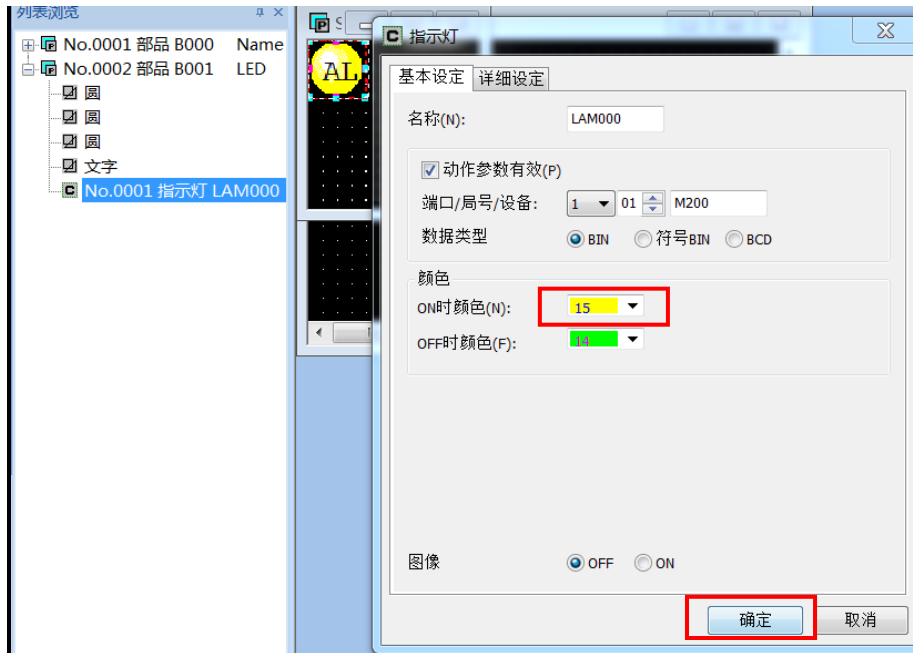 列表浏览
No.0001 部品 B000 Name
No.0002 部品 B001 LED
圆
圆
圆
文字
No.0001 指示灯 LAM000
AL
指示灯
基本设定
详细设定
名称(N):
LAM000
动作参数有效(P)
端口/局号/设备:
1
01
M200
数据类型
BIN
符号BIN
BCD
颜色
ON时颜色(N):
15
OFF时颜色(F):
14
图像
OFF
ON
确定
取消